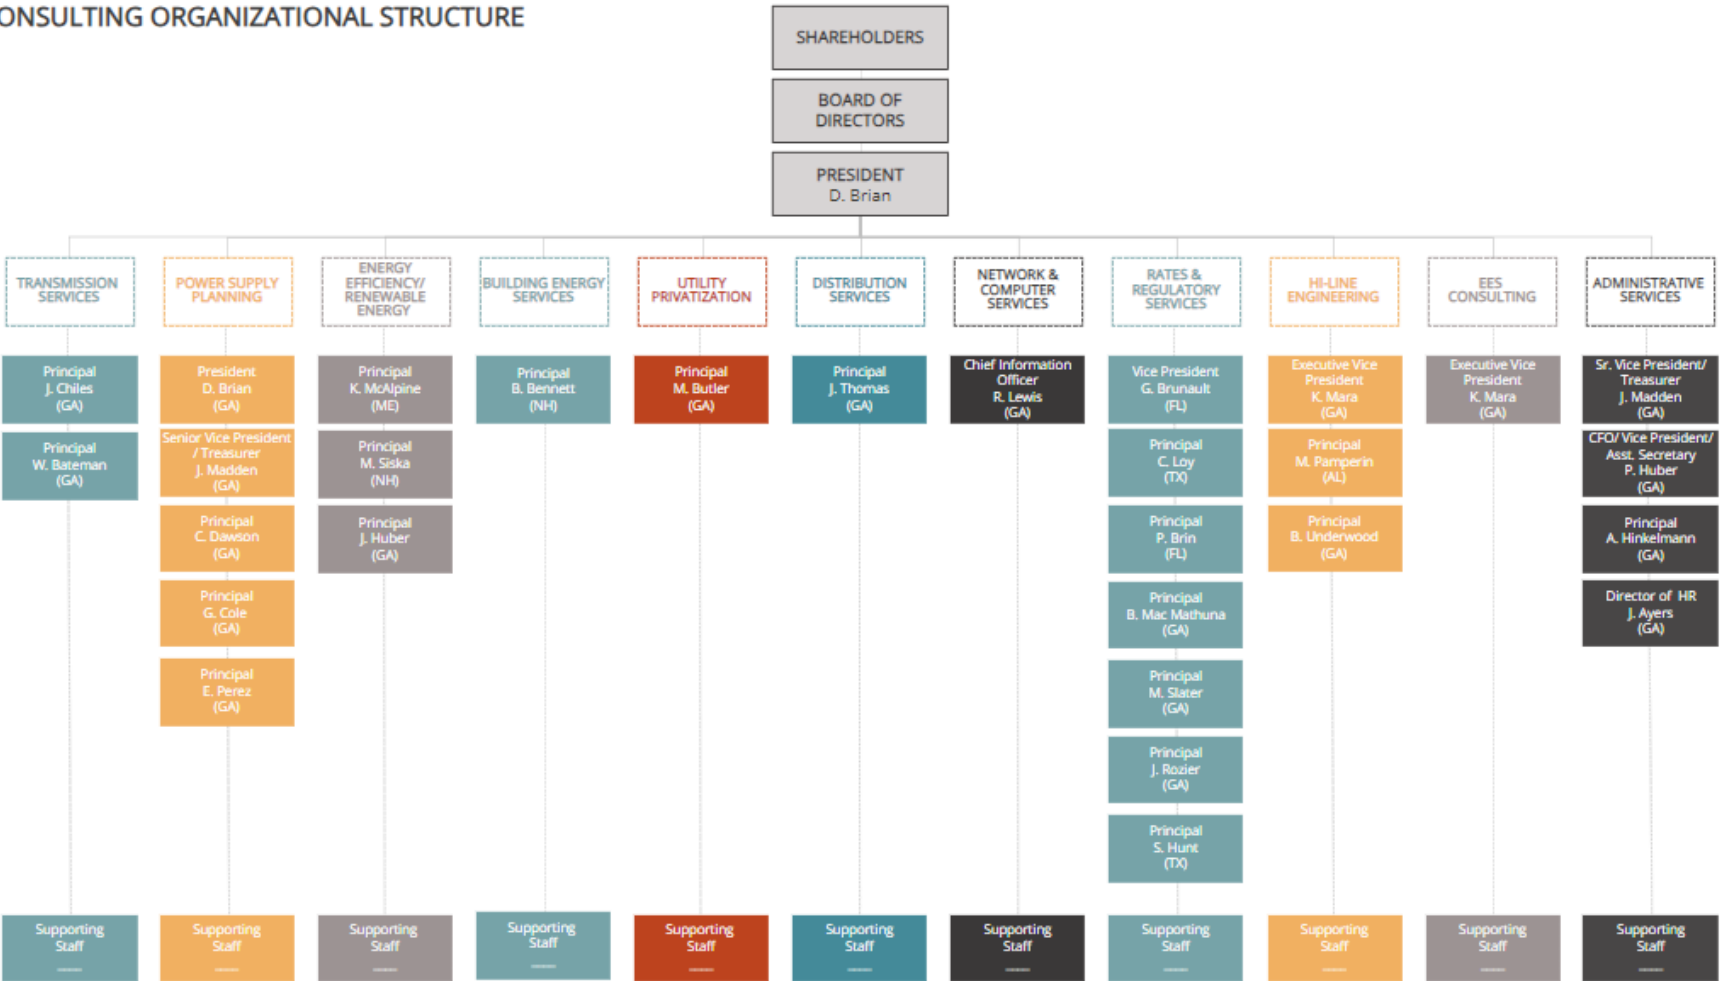 ONSULTING ORGANIZATIONAL STRUCTURE
SHAREHOLDERS
BOARD OF
DIRECTORS
PRESIDENT
D. Brian
TRANSMISSION
SERVICES
POWER SUPPLY
PLANNING
ENERGY
EFFICIENCY/
RENEWABLE
ENERGY
BUILDING ENERGY
SERVICES
UTILITY
PRIVATIZATION
DISTRIBUTION
SERVICES
NETWORK &
COMPUTER
SERVICES
RATES &
REGULATORY
SERVICES
HI-LINE
ENGINEERING
EES
CONSULTING
ADMINISTRATIVE
SERVICES
Principal
J. Chiles
(GA)
Principal
W. Bateman
(GA)
Supporting
Staff
President
D. Brian
(GA)
Senior Vice President
/ Treasurer
J. Madden
(GA)
Principal
C. Dawson
(GA)
Principal
G. Cole
(GA)
Principal
E. Perez
(GA)
Supporting
Staff
Principal
K. McAlpine
(ME)
Principal
M. Siska
(NH)
Principal
J. Huber
(GA)
Supporting
Staff
Principal
B. Bennett
(NH)
Supporting
Staff
Principal
M. Butler
(GA)
Supporting
Staff
Principal
J. Thomas
(GA)
Supporting
Staff
Chief Information
Officer
R. Lewis
(GA)
Supporting
Staff
Vice President
G. Brunault
(FL)
Principal
C. Loy
(TX)
Principal
P. Brin
(FL)
Principal
B. Mac Mathuna
(GA)
Principal
M. Slater
(GA)
Principal
J. Rozier
(GA)
Principal
S. Hunt
(TX)
Supporting
Staff
Executive Vice
President
K. Mara
(GA)
Principal
M. Pamperin
(AL)
Principal
B. Underwood
(GA)
Supporting
Staff
Executive Vice
President
K. Mara
(GA)
Supporting
Staff
Sr. Vice President/
Treasurer
J. Madden
(GA)
CFO/ Vice President/
Asst. Secretary
P. Huber
(GA)
Principal
A. Hinkelmann
(GA)
Director of HR
J. Ayers
(GA)
Supporting
Staff